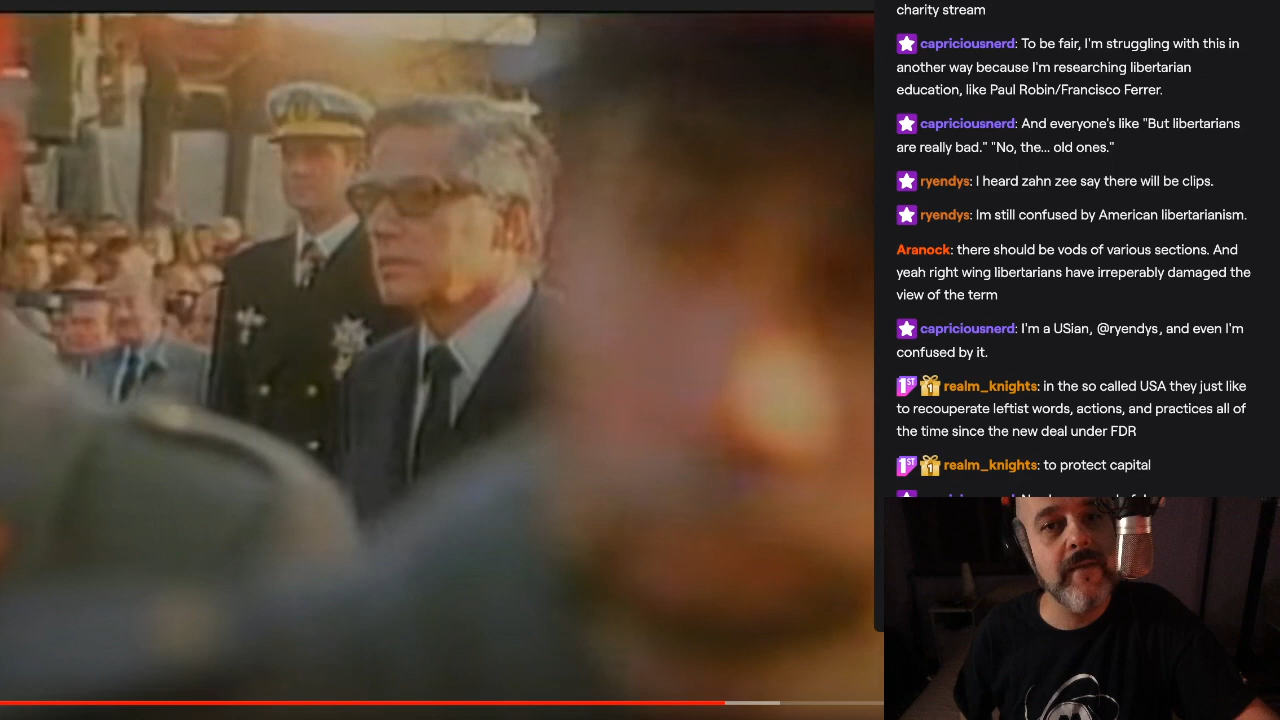 charity stream
capriciousnerd: To be fair, I'm struggling with this in
another way because I'm researching libertarian
education, like Paul Robin/Francisco Ferrer.
capriciousnerd: And everyone's like "But libertarians
are really bad." "No, the... old ones."
ryendys: I heard zahn zee say there will be clips.
ryendys: Im still confused by American libertarianism.
Aranock: there should be vods of various sections. And
yeah right wing libertarians have irreperably damaged the
view of the term
capriciousnerd: I'm a USian, @ryendys, and even I'm
confused by it.
1ST 1 realm_knights: in the so called USA they just like
to recouperate leftist words, actions, and practices all of
the time since the new deal under FDR
1ST 1 realm_knights: to protect capital